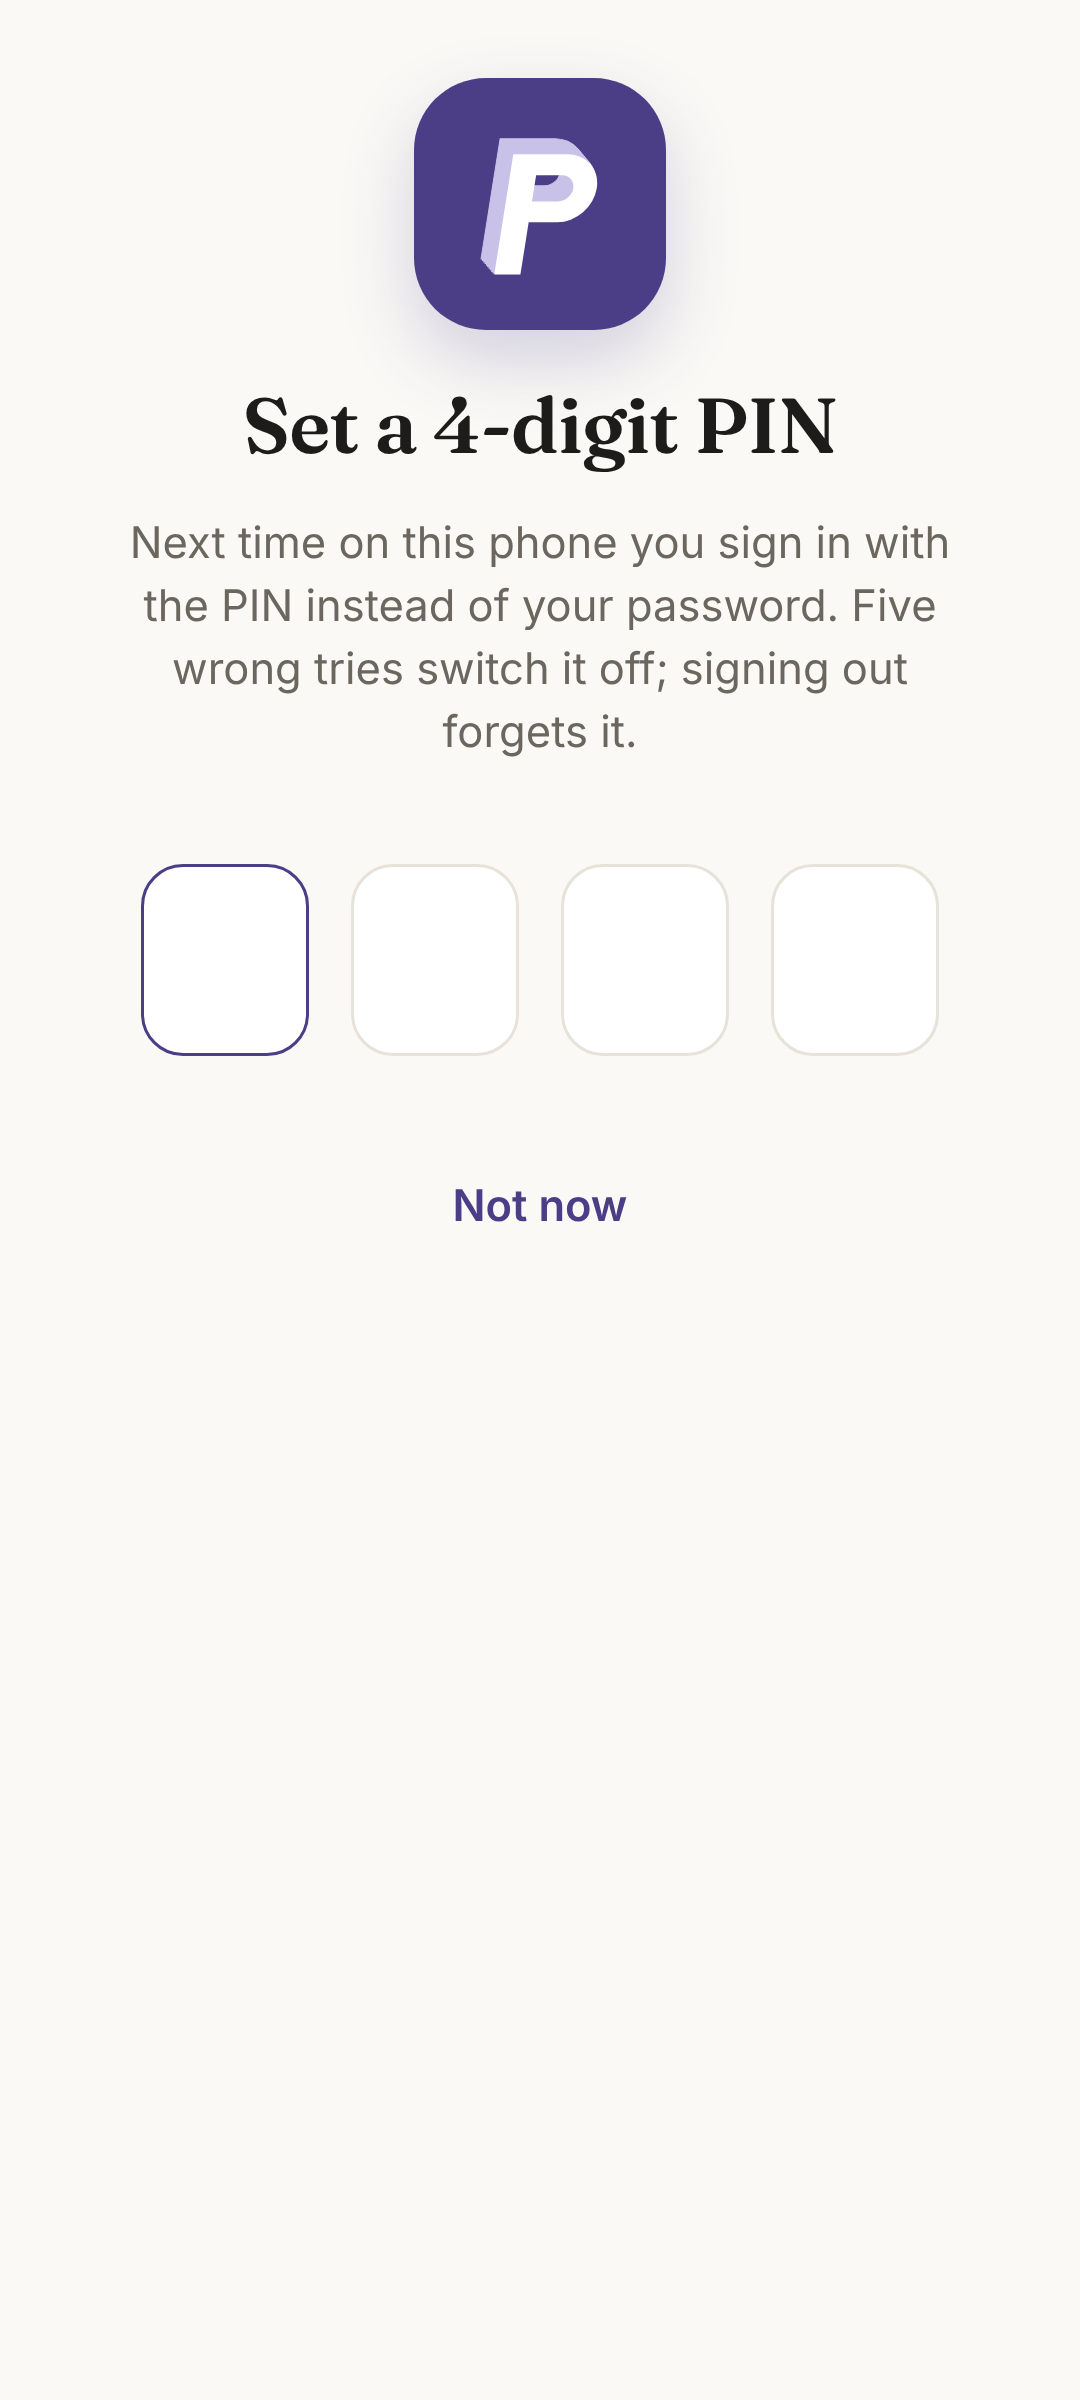 P
Set a 4-digit PIN
Next time on this phone you sign in with
the PIN instead of your password. Five
wrong tries switch it off; signing out
forgets it.
Not now